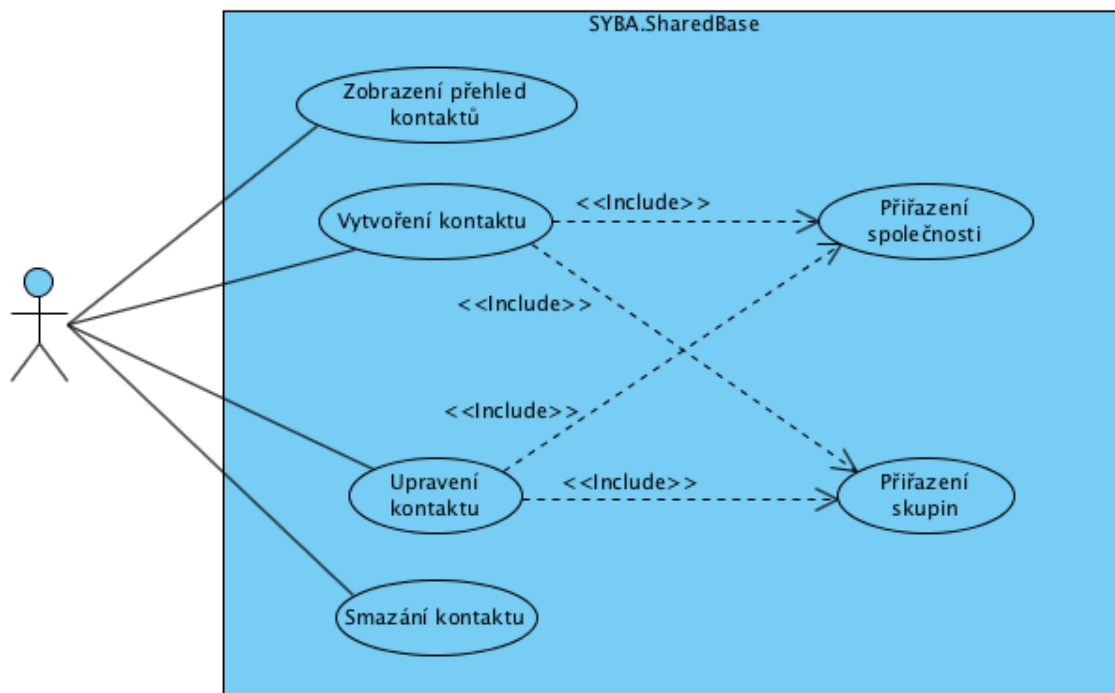 SYBA.SharedBase
Zobrazení přehled
kontaktů
Vytvoření kontaktu
<<Include>>
Přiřazení
společnosti
<<Include>>
<<Include>>
Upravení
kontaktu
<<Include>>
Přiřazení
skupin
Smazání kontaktu